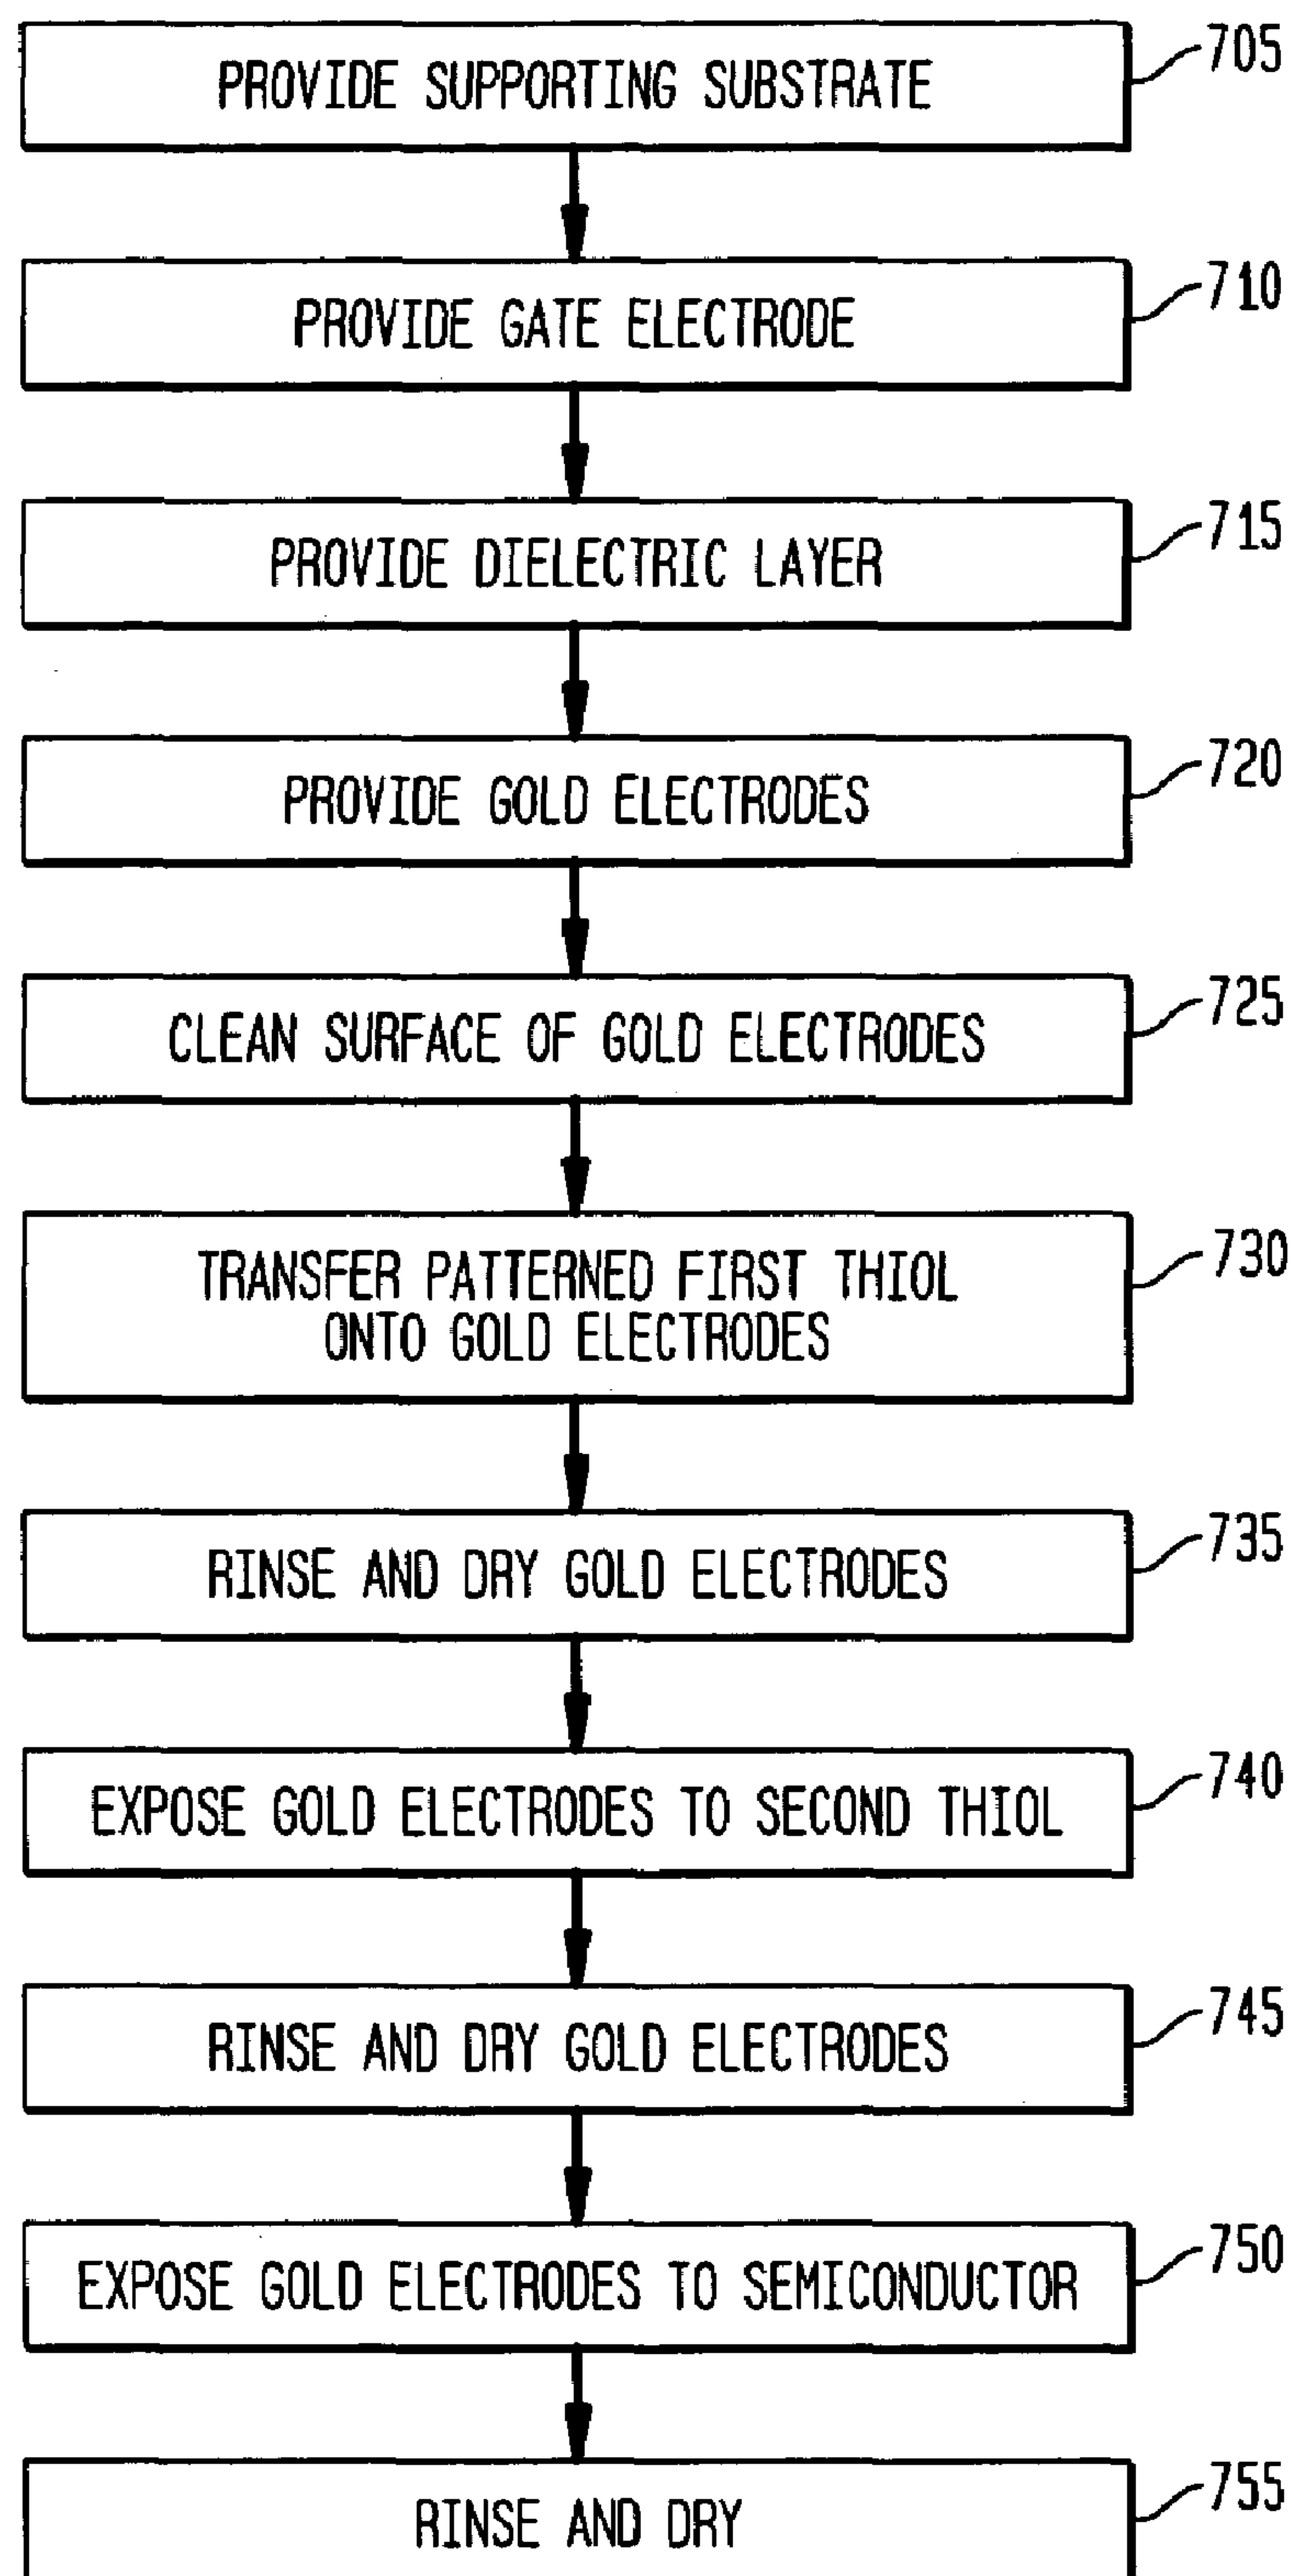 PROVIDE SUPPORTING SUBSTRATE
705
PROVIDE GATE ELECTRODE
710
PROVIDE DIELECTRIC LAYER
715
PROVIDE GOLD ELECTRODES
720
CLEAN SURFACE OF GOLD ELECTRODES
725
TRANSFER PATTERNED FIRST THIOL
ONTO GOLD ELECTRODES
730
RINSE AND DRY GOLD ELECTRODES
735
EXPOSE GOLD ELECTRODES TO SECOND THIOL
740
RINSE AND DRY GOLD ELECTRODES
745
EXPOSE GOLD ELECTRODES TO SEMICONDUCTOR
750
RINSE AND DRY
755